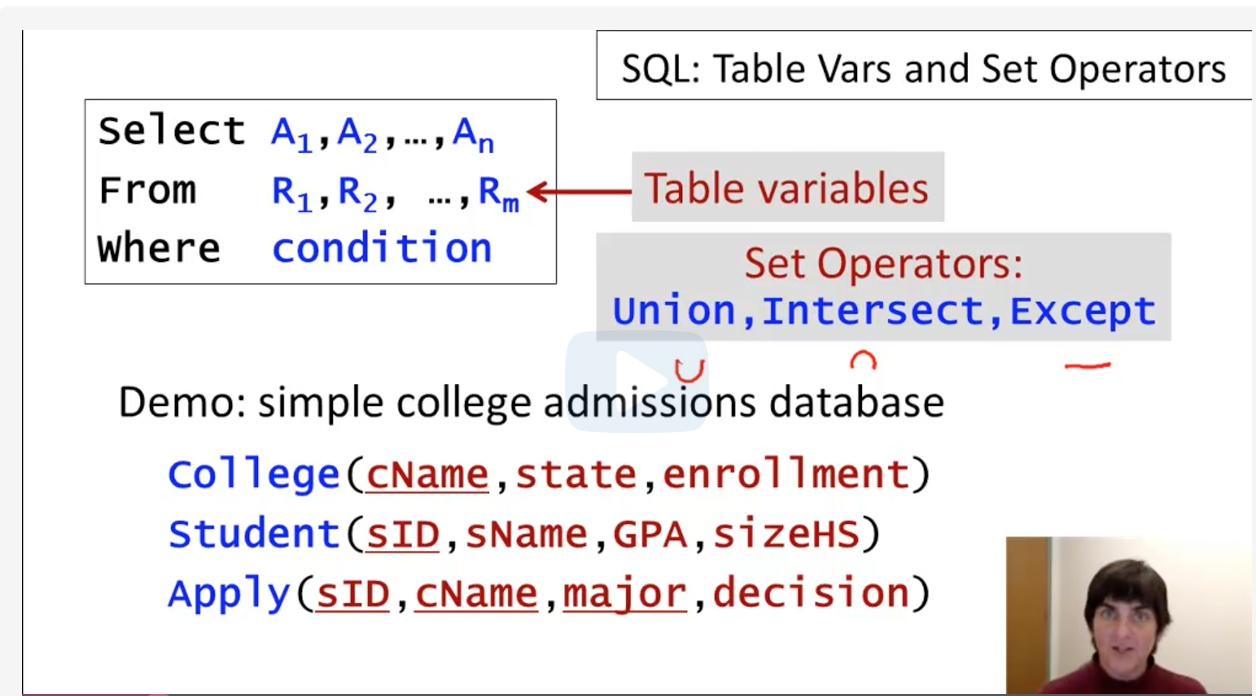 SQL: Table Vars and Set Operators
Select A₁,A₂,…,Aₙ
From R₁,R₂, …,Rₘ
Where condition
Table variables
Set Operators:
Union,Intersect,Except
Demo: simple college admissions database
College(cName,state,enrollment)
Student(sID,sName,GPA,sizeHS)
Apply(sID,cName,major,decision)